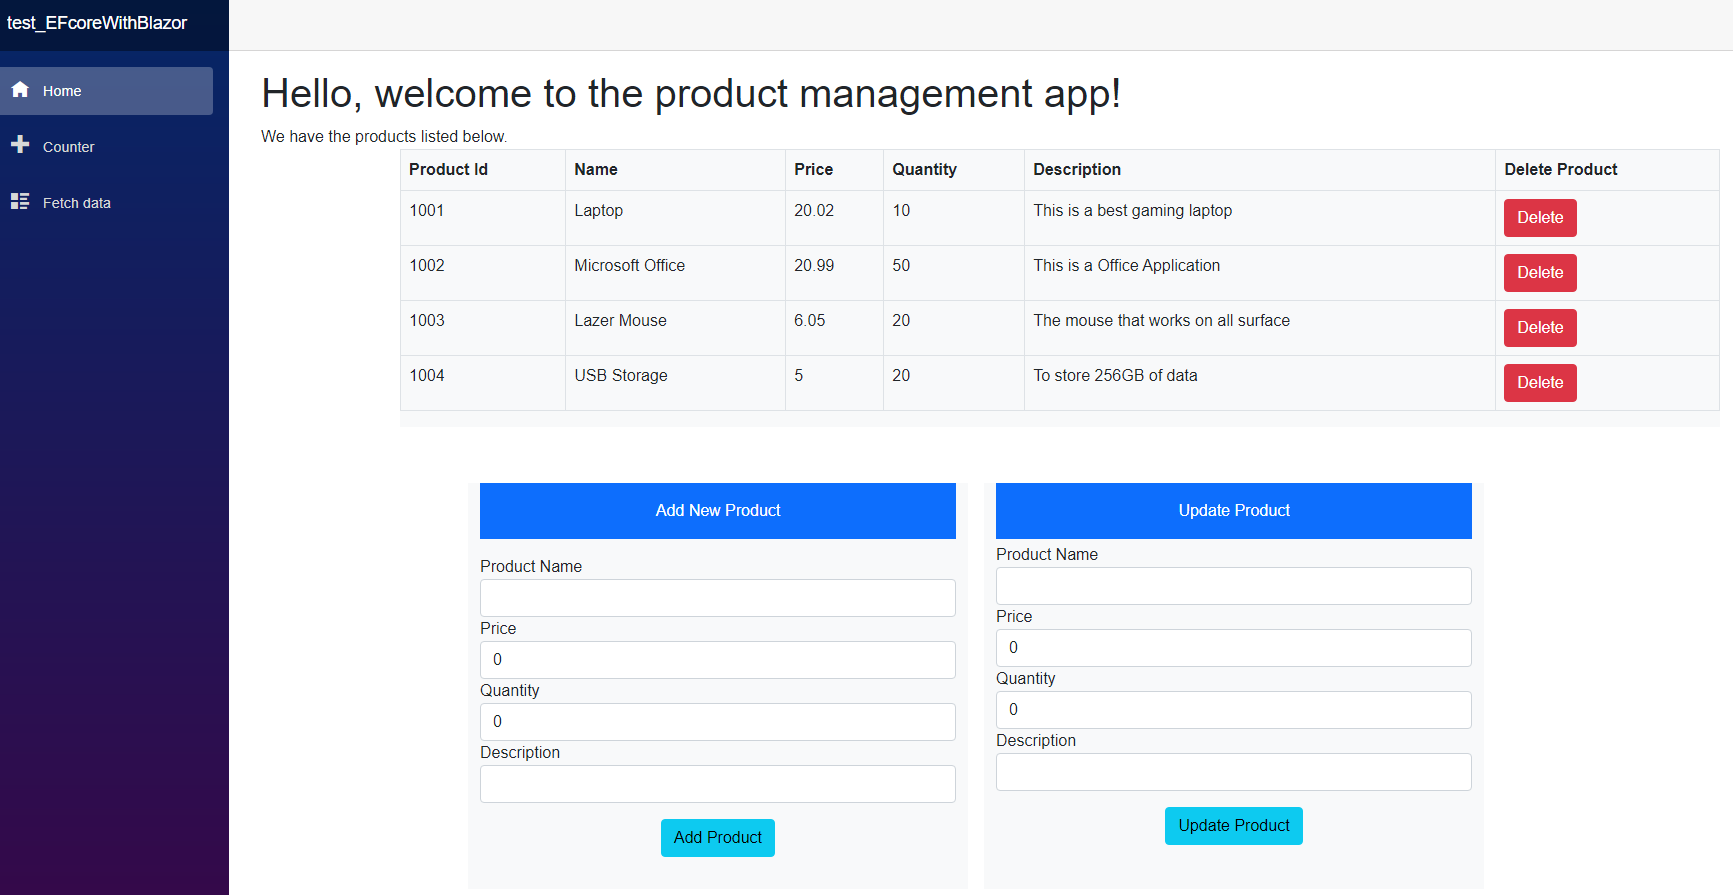 test_EFcoreWithBlazor
Home
Counter
Fetch data
Hello, welcome to the product management app!
We have the products listed below.
Product Id Name Price Quantity Description Delete Product
1001 Laptop 20.02 10 This is a best gaming laptop Delete
1002 Microsoft Office 20.99 50 This is a Office Application Delete
1003 Lazer Mouse 6.05 20 The mouse that works on all surface Delete
1004 USB Storage 5 20 To store 256GB of data Delete
Add New Product
Product Name
Price
0
Quantity
0
Description
Add Product
Update Product
Product Name
Price
0
Quantity
0
Description
Update Product